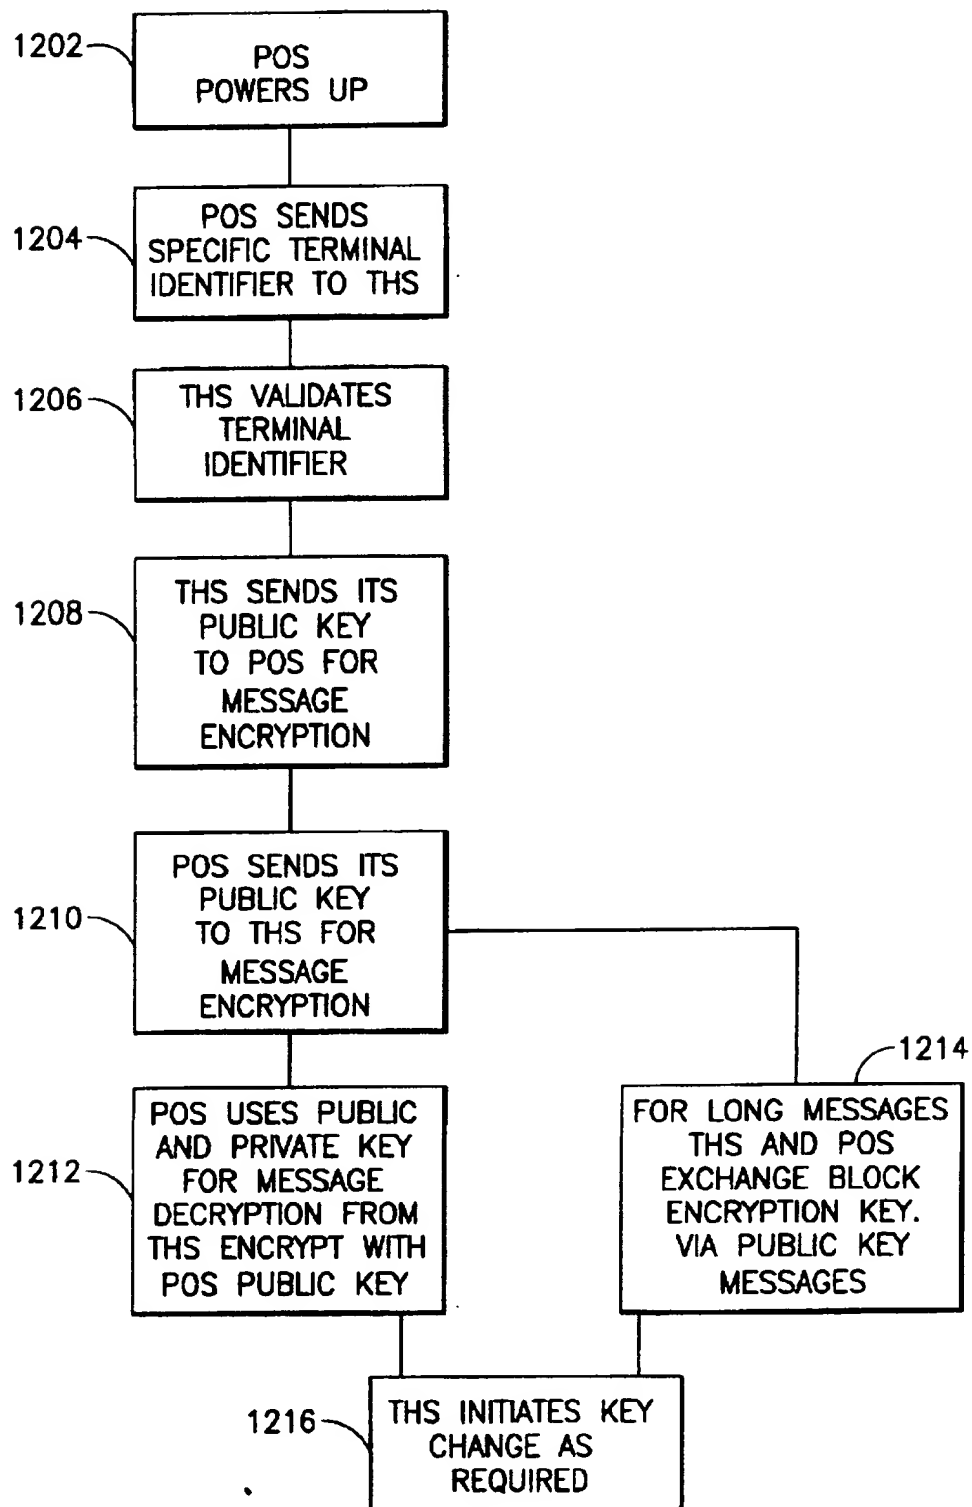 1202
POS
POWERS UP
1204
POS SENDS
SPECIFIC TERMINAL
IDENTIFIER TO THS
1206
THS VALIDATES
TERMINAL
IDENTIFIER
1208
THS SENDS ITS
PUBLIC KEY
TO POS FOR
MESSAGE
ENCRYPTION
1210
POS SENDS ITS
PUBLIC KEY
TO THS FOR
MESSAGE
ENCRYPTION
1212
POS USES PUBLIC
AND PRIVATE KEY
FOR MESSAGE
DECRYPTION FROM
THS ENCRYPT WITH
POS PUBLIC KEY
1214
FOR LONG MESSAGES
THS AND POS
EXCHANGE BLOCK
ENCRYPTION KEY.
VIA PUBLIC KEY
MESSAGES
1216
THS INITIATES KEY
CHANGE AS
REQUIRED